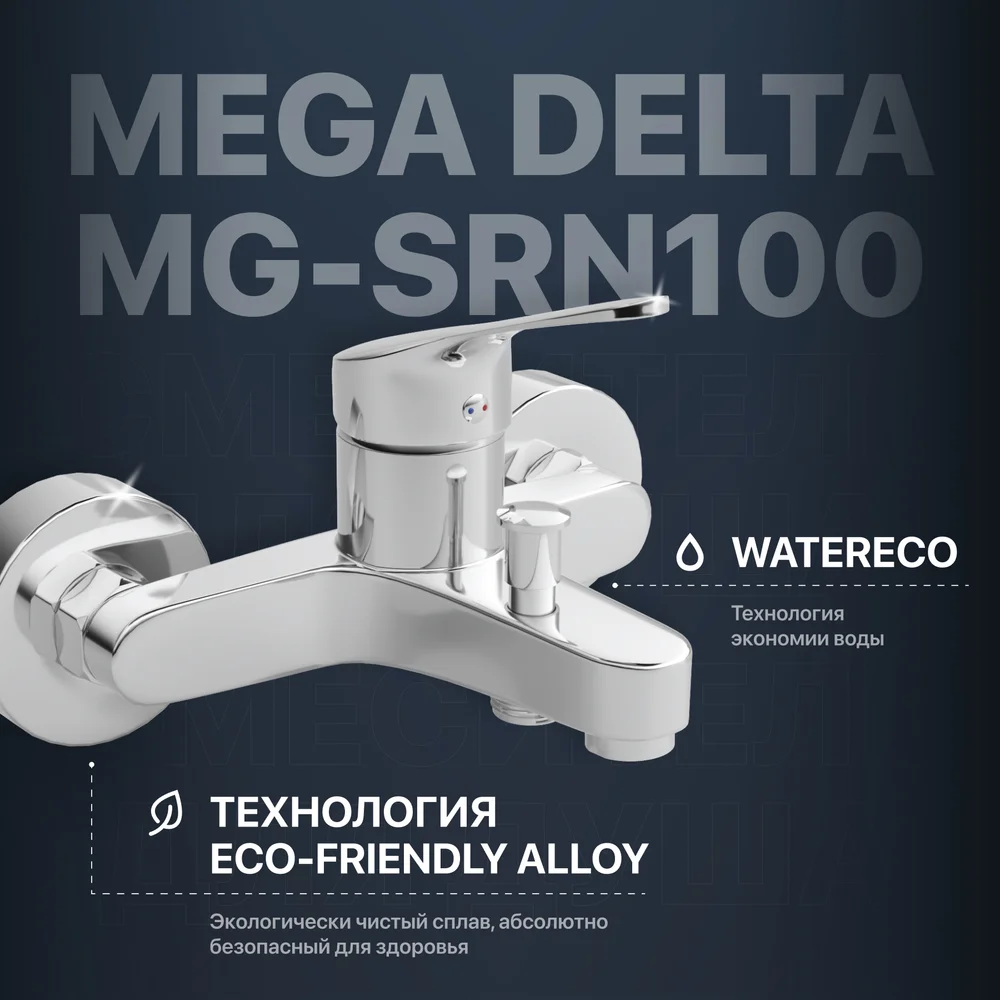 MEGA DELTA
MG-SRN100
WATERECO
Технология
экономии воды
ТЕХНОЛОГИЯ
ECO-FRIENDLY ALLOY
Экологически чистый сплав, абсолютно
безопасный для здоровья